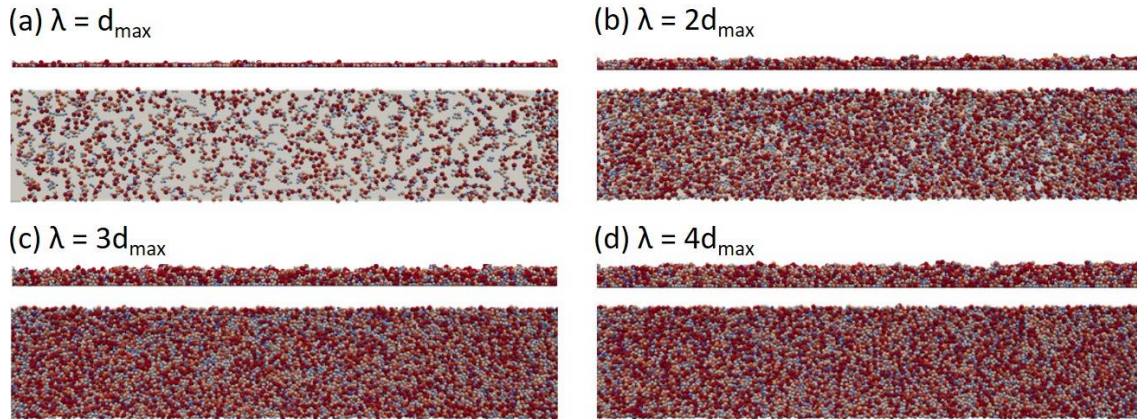 (a) λ = dmax
(b) λ = 2dmax
(c) λ = 3dmax
(d) λ = 4dmax